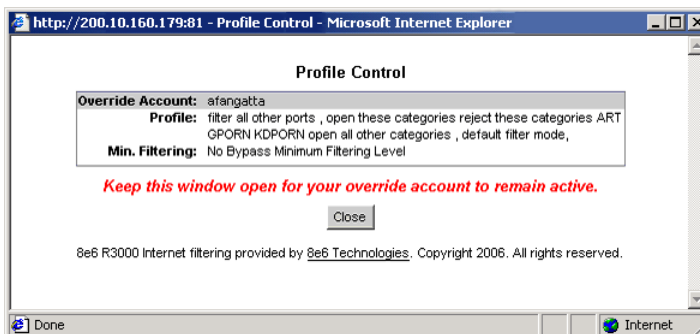 http://200.10.160.179:81 - Profile Control - Microsoft Internet Explorer
Profile Control
Override Account: afangatta
Profile: filter all other ports , open these categories reject these categories ART
GPORN KDPORN open all other categories , default filter mode,
Min. Filtering: No Bypass Minimum Filtering Level
Keep this window open for your override account to remain active.
Close
8e6 R3000 Internet filtering provided by 8e6 Technologies. Copyright 2006. All rights reserved.
Done
Internet